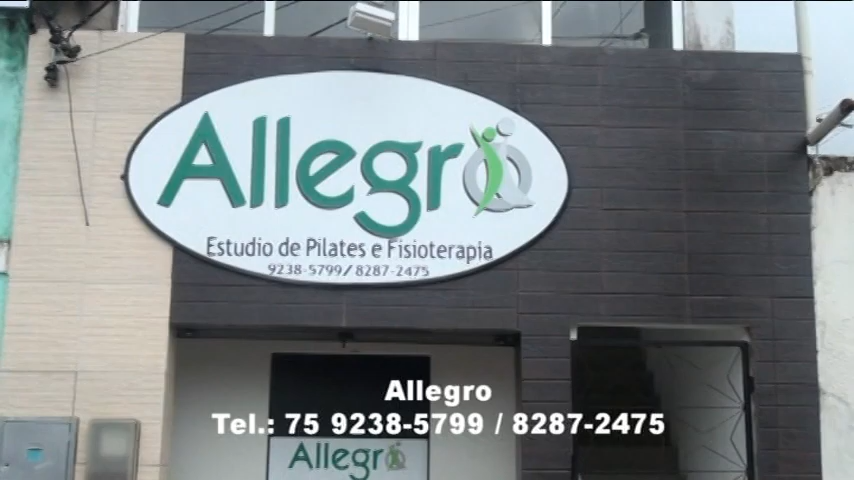 Allegro
Estudio de Pilates e Fisioterapia
9238-5799/8287-2475
Allegro
Tel.: 75 9238-5799 / 8287-2475
Allegro